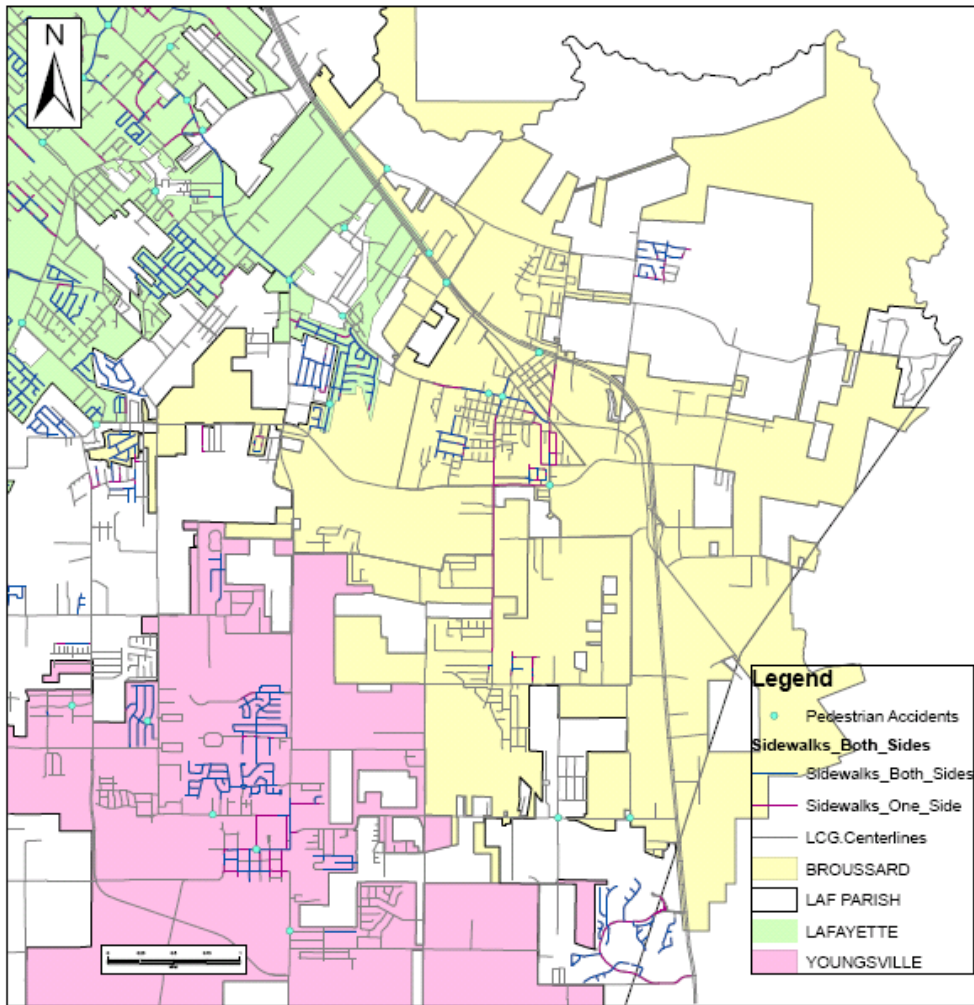 N
Legend
Pedestrian Accidents
Sidewalks_Both_Sides
Sidewalks_Both_Sides
Sidewalks_One_Side
LCG.Centerlines
BROUSSARD
LAF PARISH
LAFAYETTE
YOUNGSVILLE